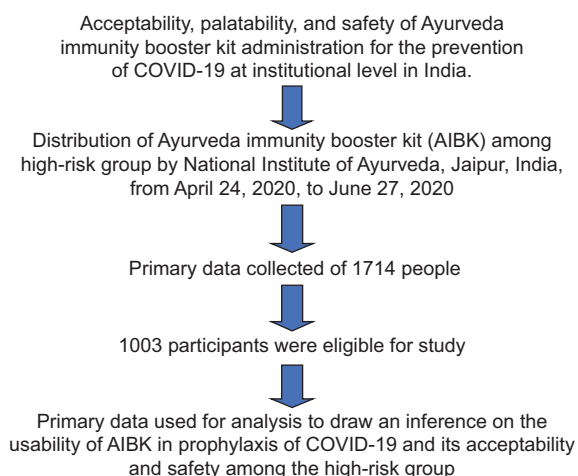 Acceptability, palatability, and safety of Ayurveda
immunity booster kit administration for the prevention
of COVID-19 at institutional level in India.
Distribution of Ayurveda immunity booster kit (AIBK) among
high-risk group by National Institute of Ayurveda, Jaipur, India,
from April 24, 2020, to June 27, 2020
Primary data collected of 1714 people
1003 participants were eligible for study
Primary data used for analysis to draw an inference on the
usability of AIBK in prophylaxis of COVID-19 and its acceptability
and safety among the high-risk group